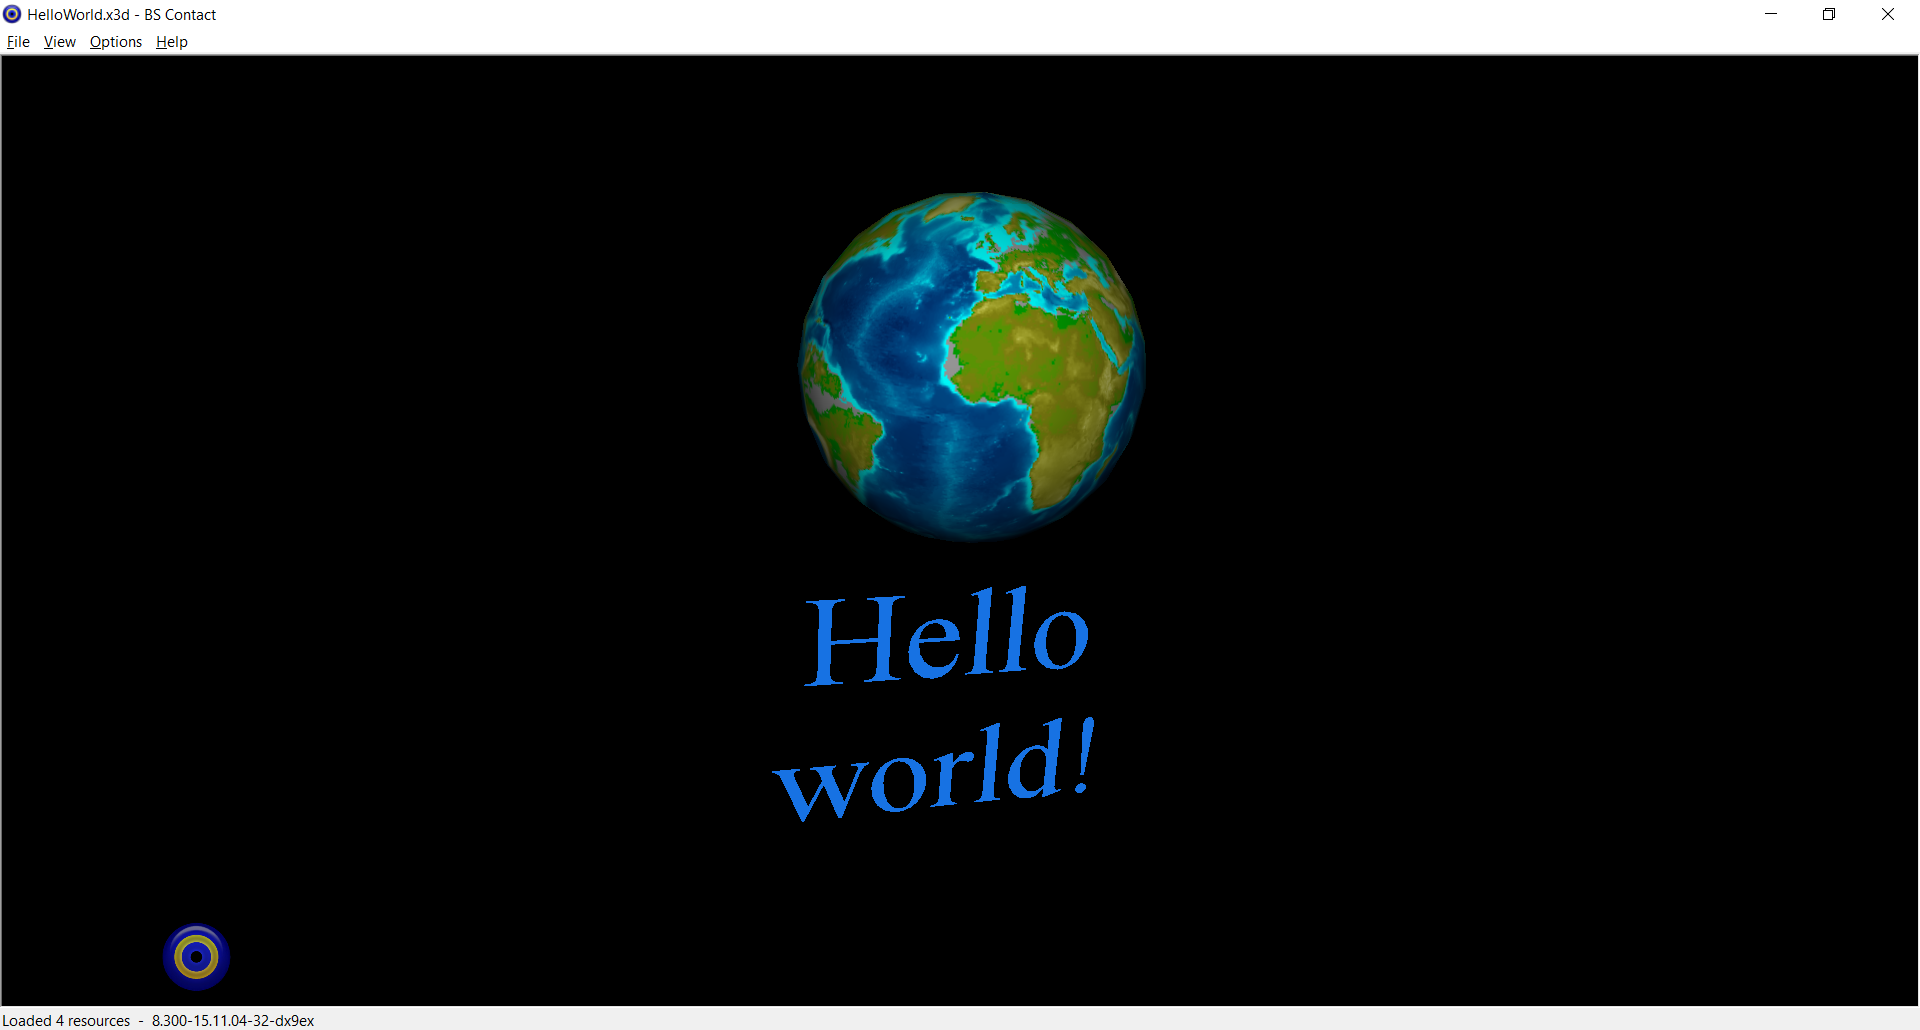 HelloWorld.x3d - BS Contact
File View Options Help
Hello
world!
Loaded 4 resources - 8.300-15.11.04-32-dx9ex